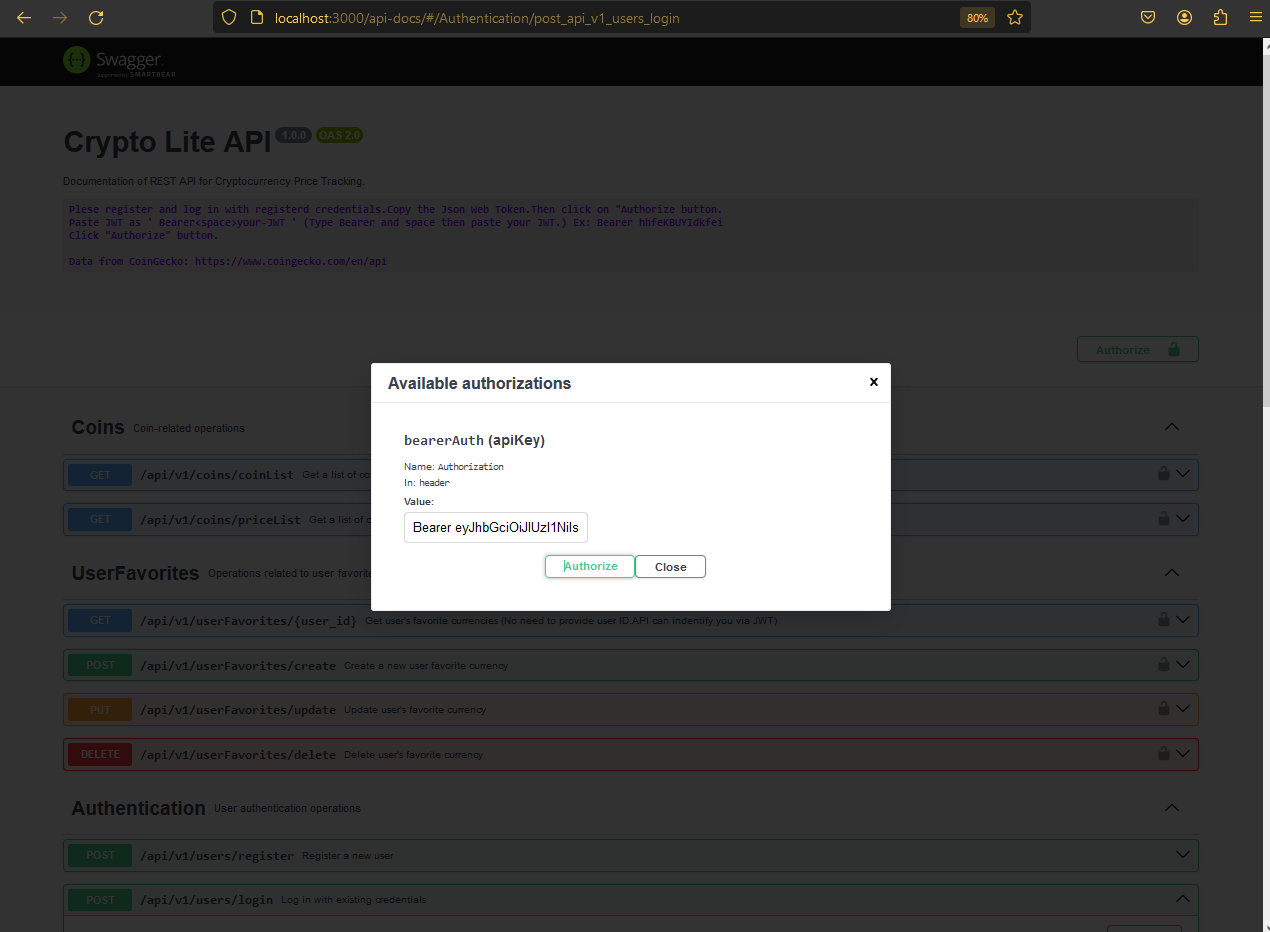 localhost:3000/api-docs/#/Authentication/post_api_v1_users_login
80%
Swagger.
Supported by SMARTBEAR
Crypto Lite API 1.0.0 OAS 2.0
Documentation of REST API for Cryptocurrency Price Tracking.
Plese register and log in with registerd credentials.Copy the Json Web Token.Then click on "Authorize button.
Paste JWT as ' Bearer<space>your-JWT ' (Type Bearer and space then paste your JWT.) Ex: Bearer hhfeKBUYIdkfei
Click "Authorize" button.
Data from CoinGecko: https://www.coingecko.com/en/api
Authorize
Available authorizations
bearerAuth (apiKey)
Name: Authorization
In: header
Value:
Bearer eyJhbGciOiJIUzI1NiIs
Authorize
Close
Coins Coin-related operations
GET /api/v1/coins/coinList Get a list of
GET /api/v1/coins/priceList Get a list of
UserFavorites Operations related to user favorite
GET /api/v1/userFavorites/{user_id} Get user's favorite currencies (No need to provide user ID.API can indentify you via JWT)
POST /api/v1/userFavorites/create Create a new user favorite currency
PUT /api/v1/userFavorites/update Update user's favorite currency
DELETE /api/v1/userFavorites/delete Delete user's favorite currency
Authentication User authentication operations
POST /api/v1/users/register Register a new user
POST /api/v1/users/login Log in with existing credentials